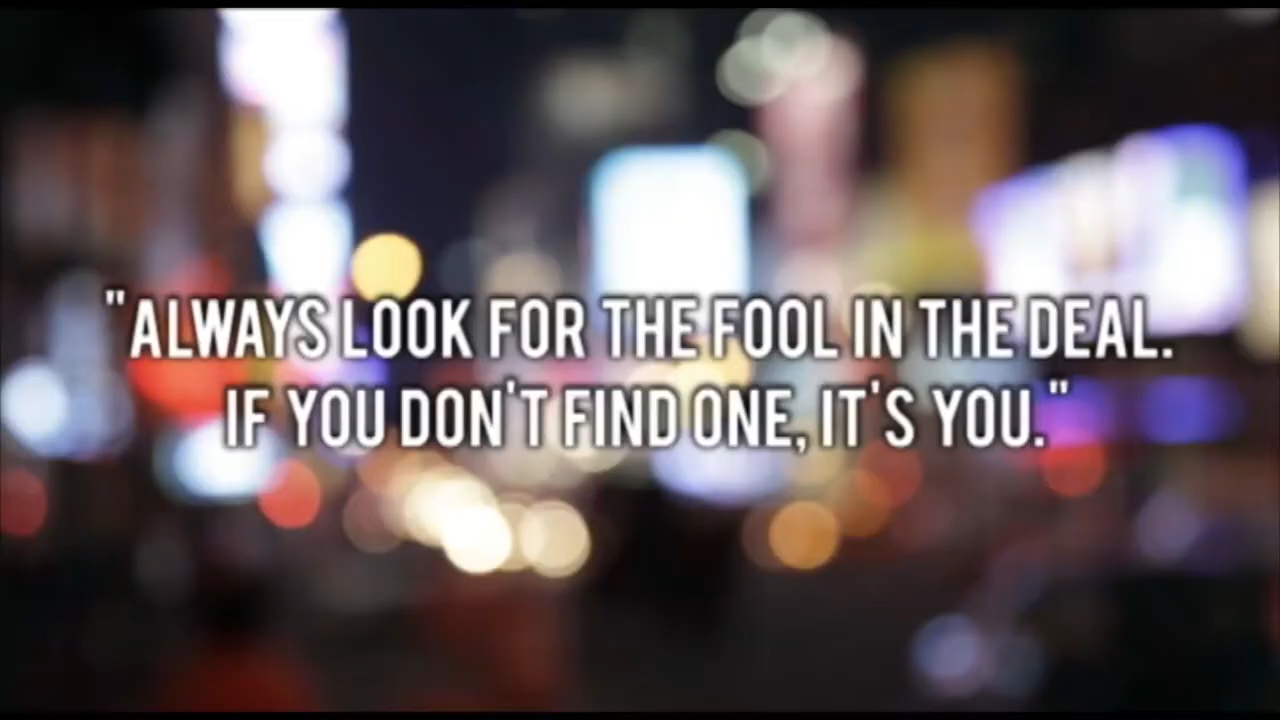 "ALWAYS LOOK FOR THE FOOL IN THE DEAL.
IF YOU DON'T FIND ONE, IT'S YOU."